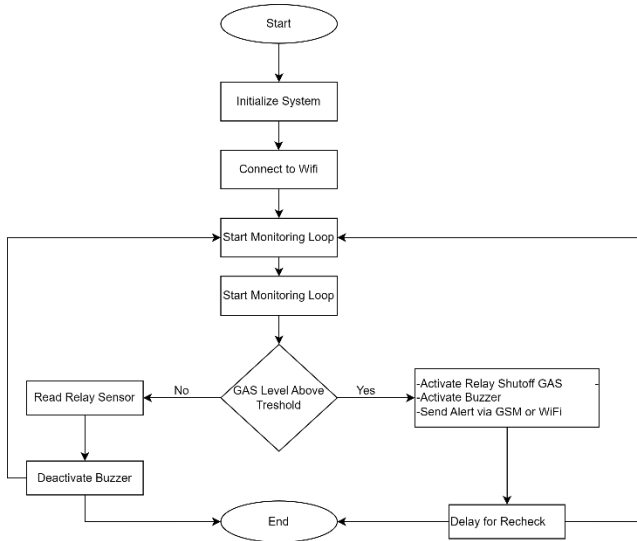 Start
Initialize System
Connect to Wifi
Start Monitoring Loop
Start Monitoring Loop
GAS Level Above
Treshold
No
Yes
Read Relay Sensor
Deactivate Buzzer
-Activate Relay Shutoff GAS -
-Activate Buzzer
-Send Alert via GSM or WiFi
Delay for Recheck
End